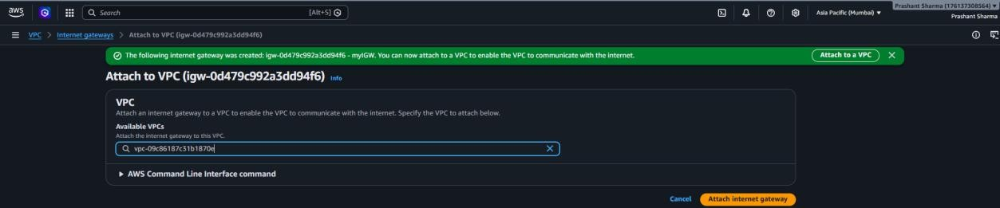 aws
Search [Alt+S]
Asia Pacific (Mumbai) ▼
Prashant Sharma (176137308564) ▼
Prashant Sharma
VPC > Internet gateways > Attach to VPC (igw-0d479c992a3dd94f6)
The following internet gateway was created: igw-0d479c992a3dd94f6 - myIGW. You can now attach to a VPC to enable the VPC to communicate with the internet. Attach to a VPC
Attach to VPC (igw-0d479c992a3dd94f6) Info
VPC
Attach an internet gateway to a VPC to enable the VPC to communicate with the internet. Specify the VPC to attach below.
Available VPCs
Attach the internet gateway to this VPC.
vpc-09c86187c31b1870e
AWS Command Line Interface command
Cancel Attach internet gateway